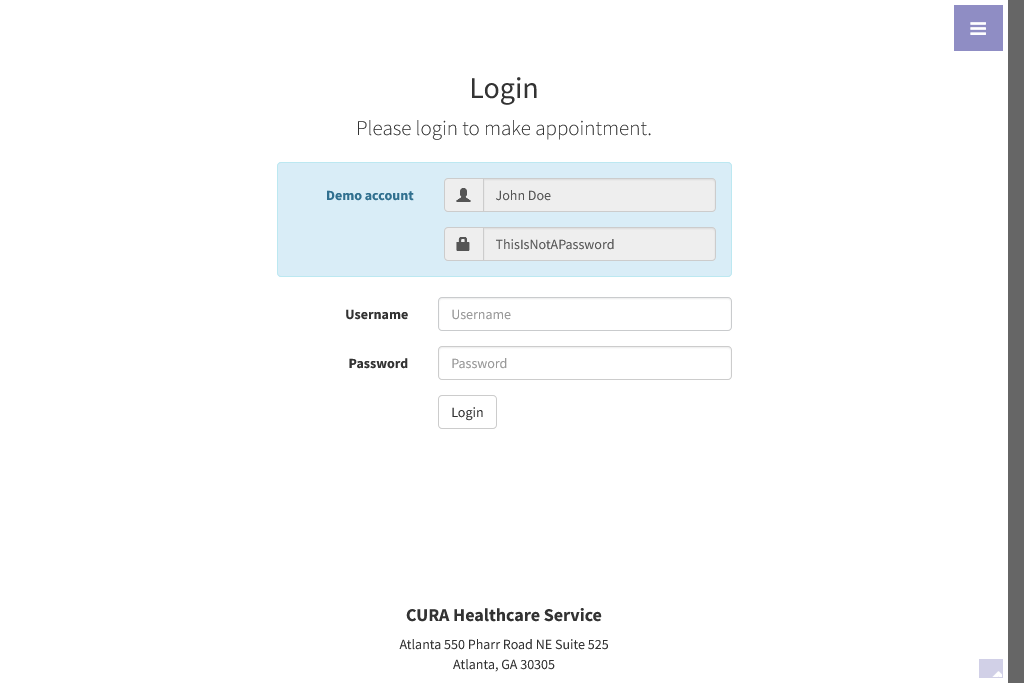 Login
Please login to make appointment.
Demo account
John Doe
ThisIsNotAPassword
Username
Username
Password
Password
Login
CURA Healthcare Service
Atlanta 550 Pharr Road NE Suite 525
Atlanta, GA 30305